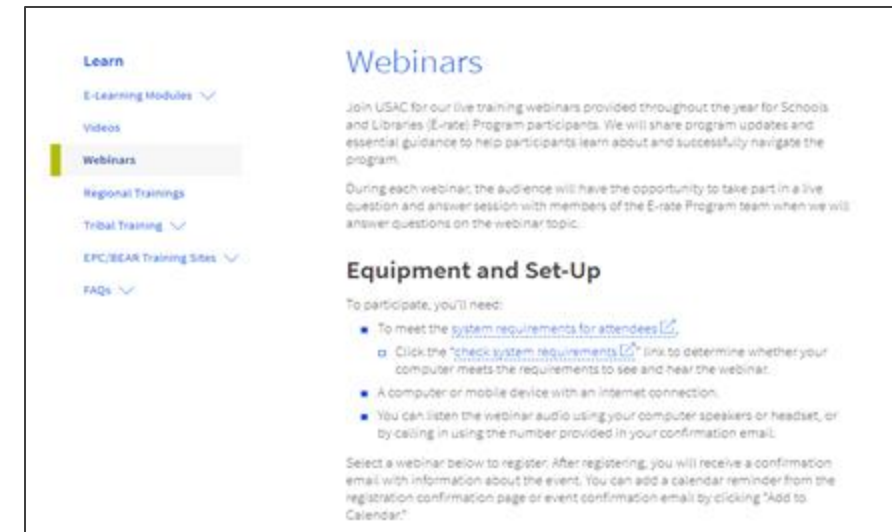 Learn
E-Learning Modules
Videos
Webinars
Regional Trainings
Tribal Training
EPC/BEAR Training Sites
FAQs
Webinars
Join USAC for our live training webinars provided throughout the year for Schools
and Libraries (E-rate) Program participants. We will share program updates and
essential guidance to help participants learn about and successfully navigate the
program.
During each webinar, the audience will have the opportunity to take part in a live
question and answer session with members of the E-rate Program team when we will
answer questions on the webinar topic.
Equipment and Set-Up
To participate, you'll need:
To meet the system requirements for attendees.
Click the "check system requirements" link to determine whether your
computer meets the requirements to see and hear the webinar.
A computer or mobile device with an internet connection.
You can listen the webinar audio using your computer speakers or headset, or
by calling in using the number provided in your confirmation email.
Select a webinar below to register. After registering, you will receive a confirmation
email with information about the event. You can add a calendar reminder from the
registration confirmation page or event confirmation email by clicking "Add to
Calendar."